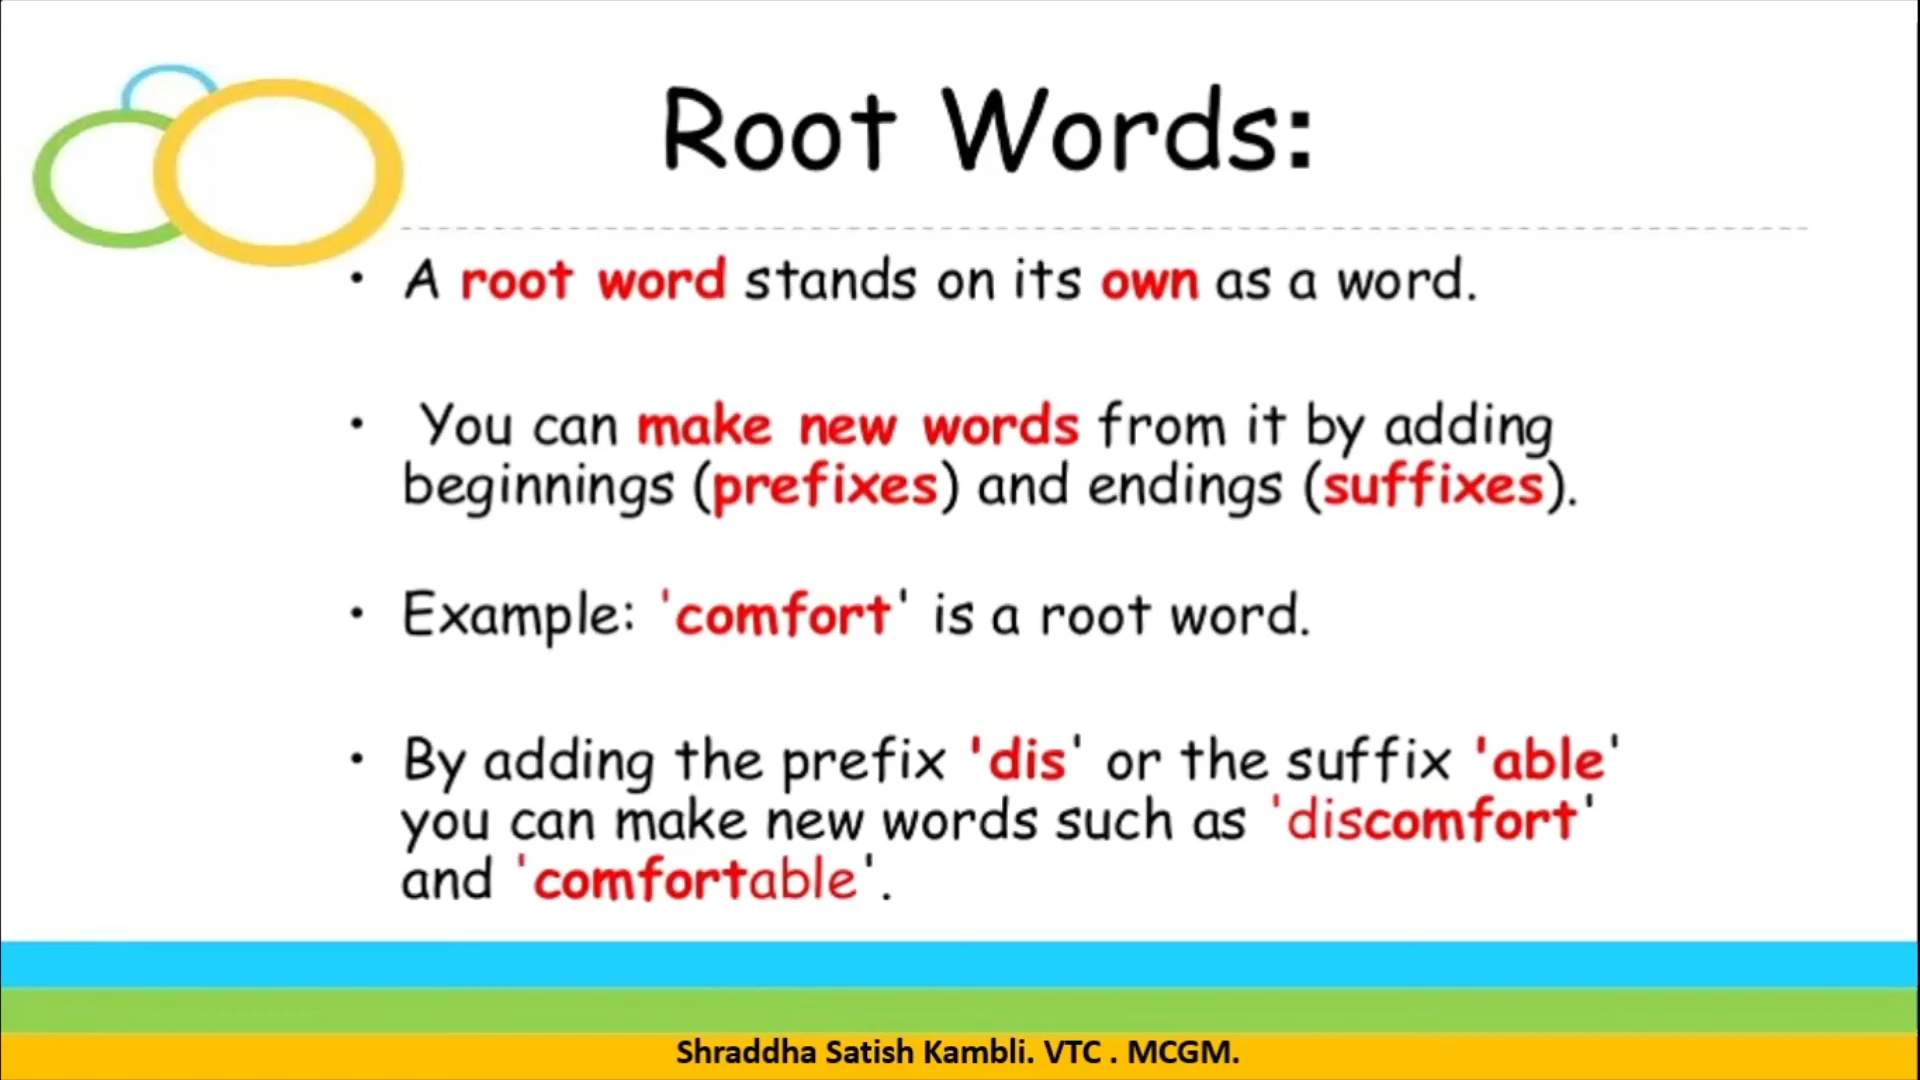 Root Words:
• A root word stands on its own as a word.
• You can make new words from it by adding
beginnings (prefixes) and endings (suffixes).
• Example: 'comfort' is a root word.
• By adding the prefix 'dis' or the suffix 'able'
you can make new words such as 'discomfort'
and 'comfortable'.
Shraddha Satish Kambli. VTC . MCGM.